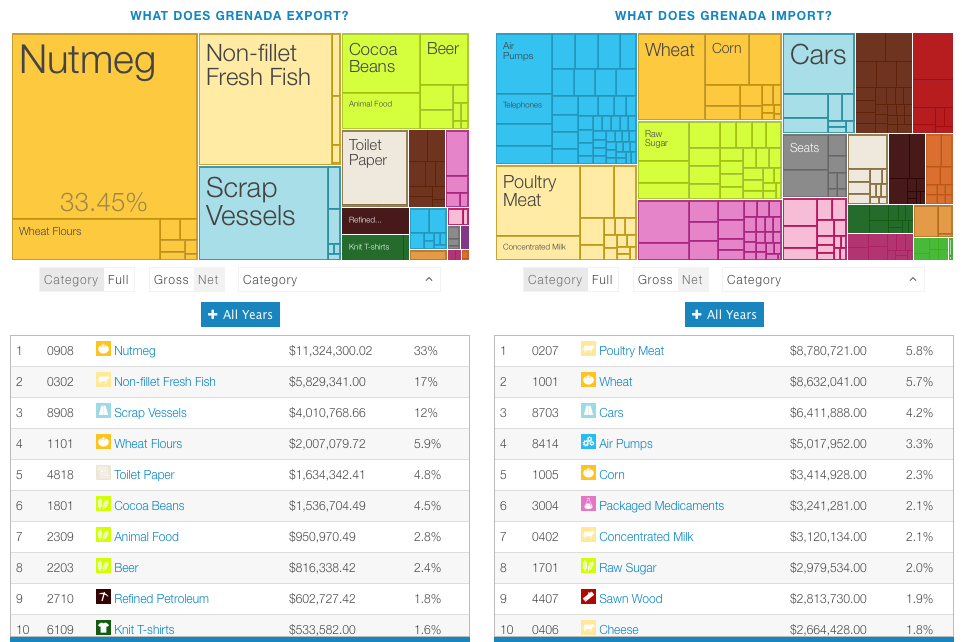 WHAT DOES GRENADA EXPORT?
Nutmeg
33.45%
Wheat Flours
Non-fillet
Fresh Fish
Scrap
Vessels
Cocoa
Beans
Beer
Animal Food
Toilet
Paper
Refined...
Knit T-shirts
Category Full Gross Net Category
+ All Years
1 0908 Nutmeg $11,324,300.02 33%
2 0302 Non-fillet Fresh Fish $5,829,341.00 17%
3 8908 Scrap Vessels $4,010,768.66 12%
4 1101 Wheat Flours $2,007,079.72 5.9%
5 4818 Toilet Paper $1,634,342.41 4.8%
6 1801 Cocoa Beans $1,536,704.49 4.5%
7 2309 Animal Food $950,970.49 2.8%
8 2203 Beer $816,338.42 2.4%
9 2710 Refined Petroleum $602,727.42 1.8%
10 6109 Knit T-shirts $533,582.00 1.6%
WHAT DOES GRENADA IMPORT?
Air
Pumps
Telephones
Poultry
Meat
Concentrated Milk
Wheat
Corn
Raw
Sugar
Cars
Seats
Category Full Gross Net Category
+ All Years
1 0207 Poultry Meat $8,780,721.00 5.8%
2 1001 Wheat $8,632,041.00 5.7%
3 8703 Cars $6,411,888.00 4.2%
4 8414 Air Pumps $5,017,952.00 3.3%
5 1005 Corn $3,414,928.00 2.3%
6 3004 Packaged Medicaments $3,241,281.00 2.1%
7 0402 Concentrated Milk $3,120,134.00 2.1%
8 1701 Raw Sugar $2,979,534.00 2.0%
9 4407 Sawn Wood $2,813,730.00 1.9%
10 0406 Cheese $2,664,428.00 1.8%